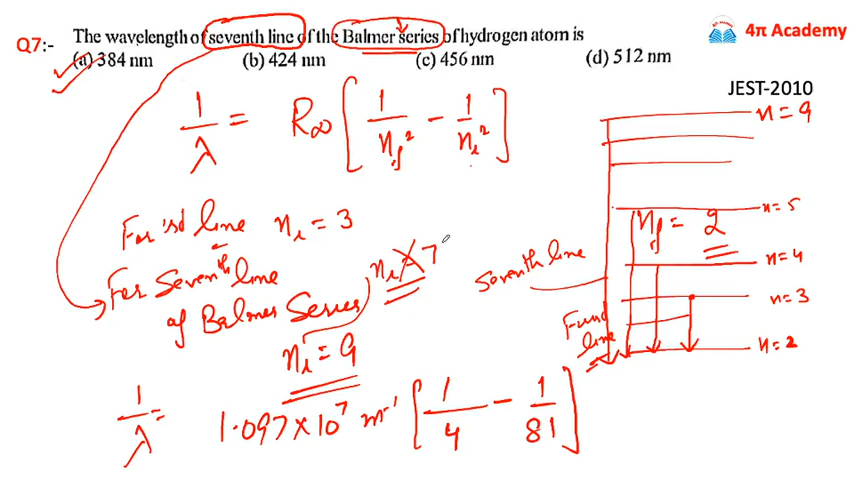 Q7:- The wavelength of seventh line of the Balmer series of hydrogen atom is
4π Academy
(a) 384 nm (b) 424 nm (c) 456 nm (d) 512 nm
JEST-2010
1/λ = R∞ [ 1/n_f² − 1/n_i² ]
n = 9
For 1st line n_i = 3
n = 5
n_f = 2
n = 4
Seventh line
n = 3
First line
n = 2
For Seventh line n_i = 7
of Balmer Series
n_i = 9
1/λ = 1.097 × 10⁷ m⁻¹ [ 1/4 − 1/81 ]